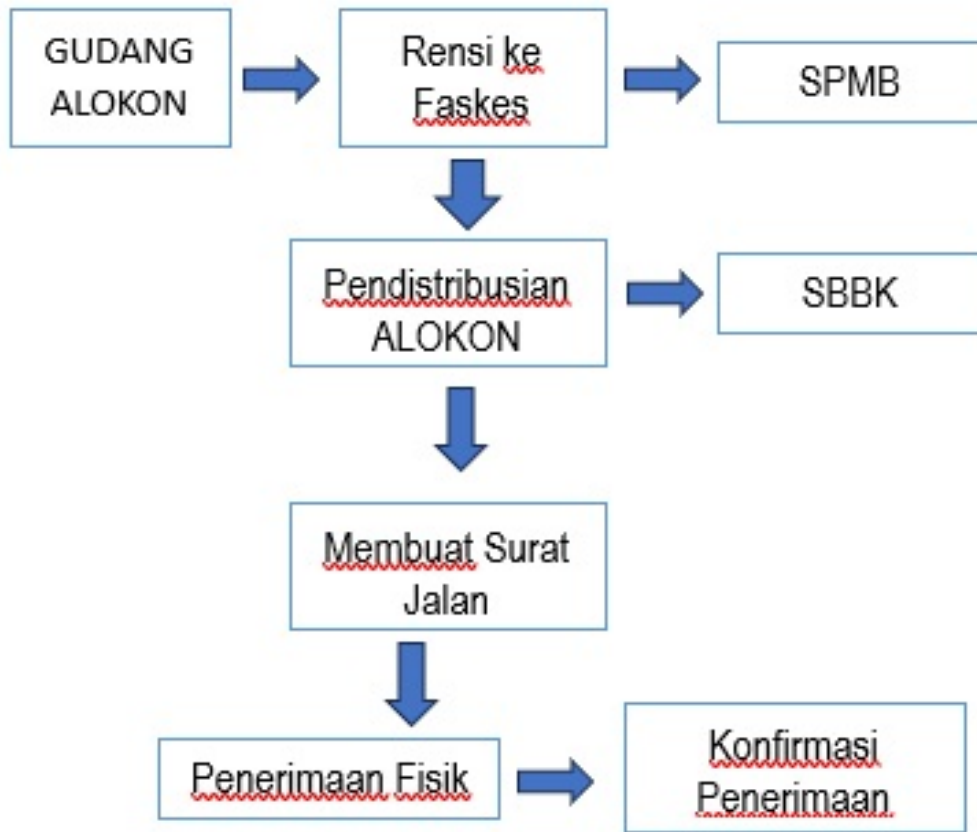 GUDANG
ALOKON
Rensi ke
Faskes
SPMB
Pendistribusian
ALOKON
SBBK
Membuat Surat
Jalan
Penerimaan Fisik
Konfirmasi
Penerimaan